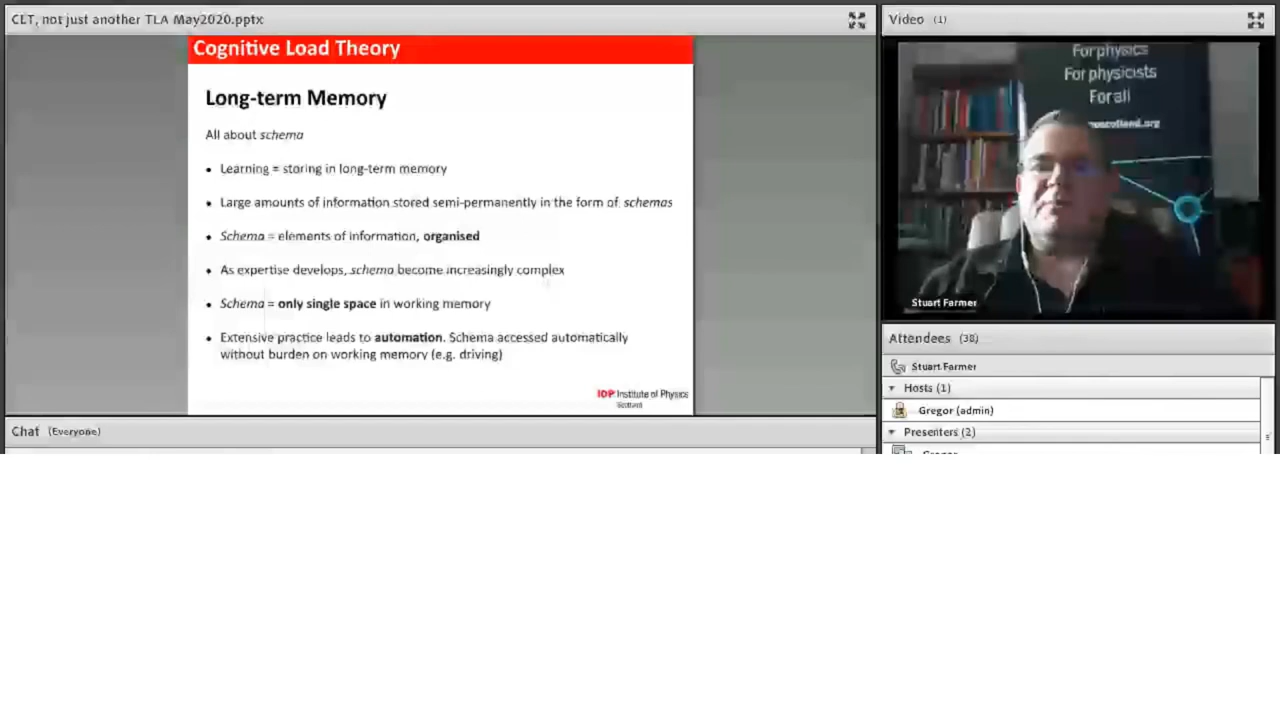 CLT, not just another TLA May2020.pptx
Cognitive Load Theory
Long-term Memory
All about schema
• Learning = storing in long-term memory
• Large amounts of information stored semi-permanently in the form of schemas
• Schema = elements of information, organised
• As expertise develops, schema become increasingly complex
• Schema = only single space in working memory
• Extensive practice leads to automation. Schema accessed automatically
without burden on working memory (e.g. driving)
IOP Institute of Physics
Scotland
Chat (Everyone)
Video (1)
For physics
For physicists
For all
Stuart Farmer
Attendees (38)
Stuart Farmer
Hosts (1)
Gregor (admin)
Presenters (2)